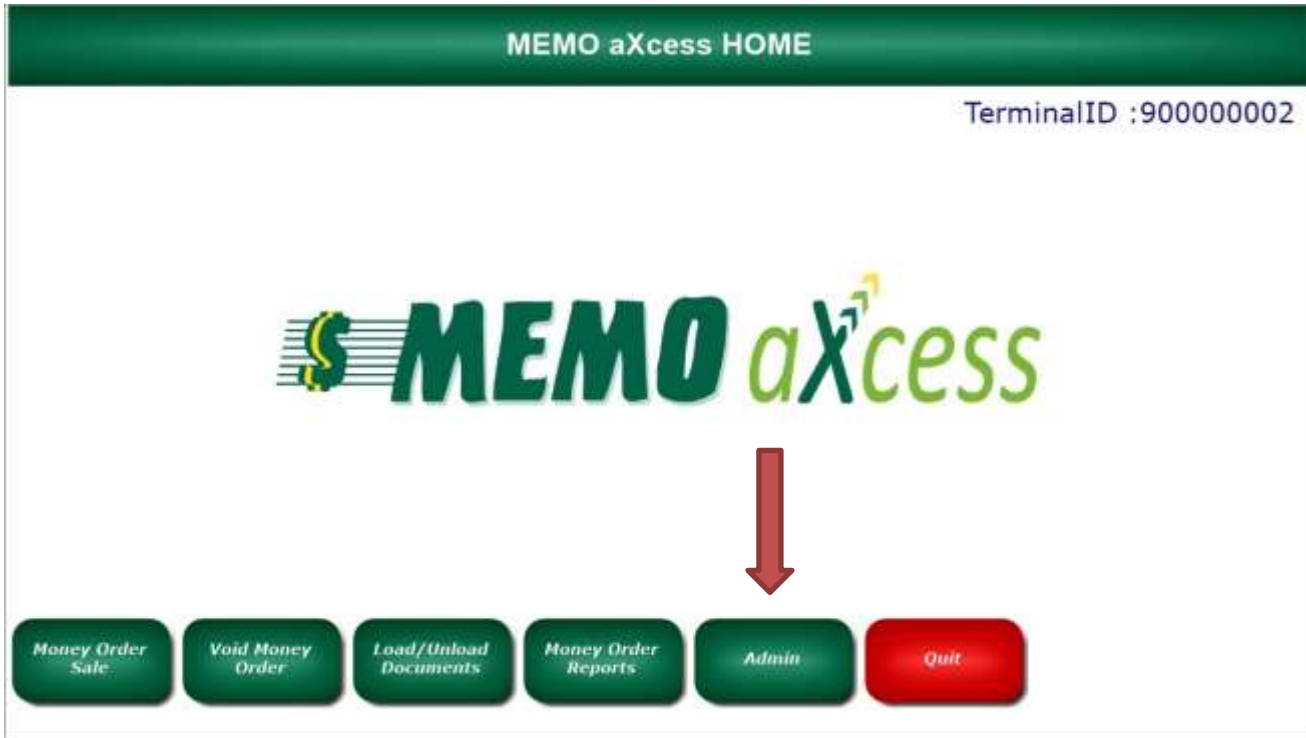 MEMO aXcess HOME
TerminalID :900000002
$ MEMO aXcess
Money Order
Sale
Void Money
Order
Load/Unload
Documents
Money Order
Reports
Admin
Quit